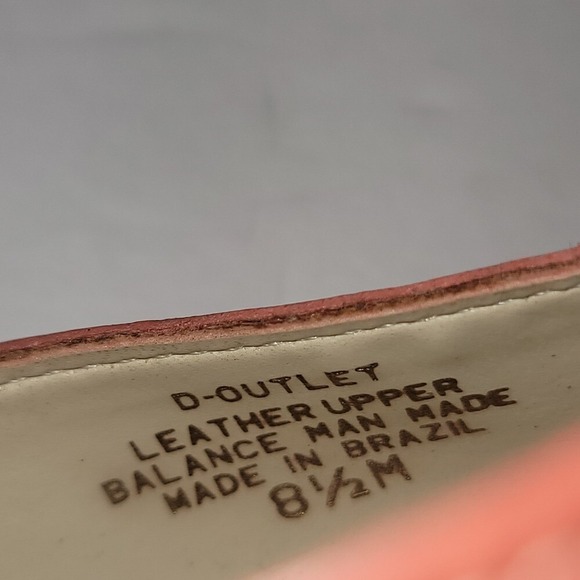 D-OUTLET
LEATHER UPPER
BALANCE MAN MADE
MADE IN BRAZIL
8½M